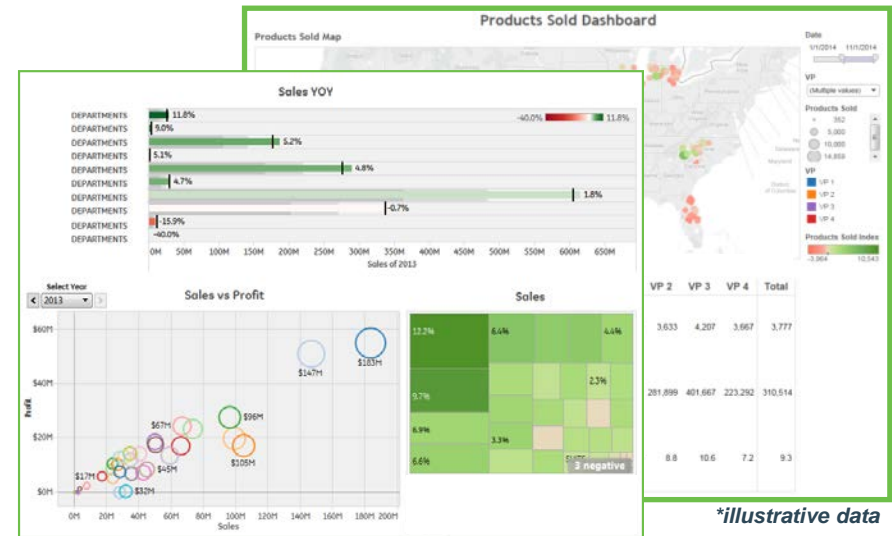 Products Sold Dashboard
Products Sold Map
Date
1/1/2014 11/1/2014
VP
(Multiple values)
Products Sold
352
5,000
10,000
14,859
VP
VP 1
VP 2
VP 3
VP 4
Products Sold Index
-3,964 10,543
VP 2 VP 3 VP 4 Total
3,633 4,207 3,667 3,777
281,899 401,667 223,292 310,514
8.8 10.6 7.2 9.3
Sales YOY
-40.0% 11.8%
DEPARTMENTS 11.8%
DEPARTMENTS 9.0%
DEPARTMENTS 5.2%
DEPARTMENTS 5.1%
DEPARTMENTS 4.8%
DEPARTMENTS 4.7%
DEPARTMENTS 1.8%
DEPARTMENTS -0.7%
DEPARTMENTS -15.9%
DEPARTMENTS -40.0%
0M 50M 100M 150M 200M 250M 300M 350M 400M 450M 500M 550M 600M 650M
Sales of 2013
Select Year
< 2013 >
Sales vs Profit
$60M
$40M
$20M
$0M
Profit
$183M
$147M
$96M
$67M
$105M
$45M
$17M
$32M
0M 20M 40M 60M 80M 100M 120M 140M 160M 180M 200M
Sales
Sales
12.2% 6.4% 4.4%
9.7% 2.3%
6.9% 3.3%
6.6%
3 negative
*illustrative data